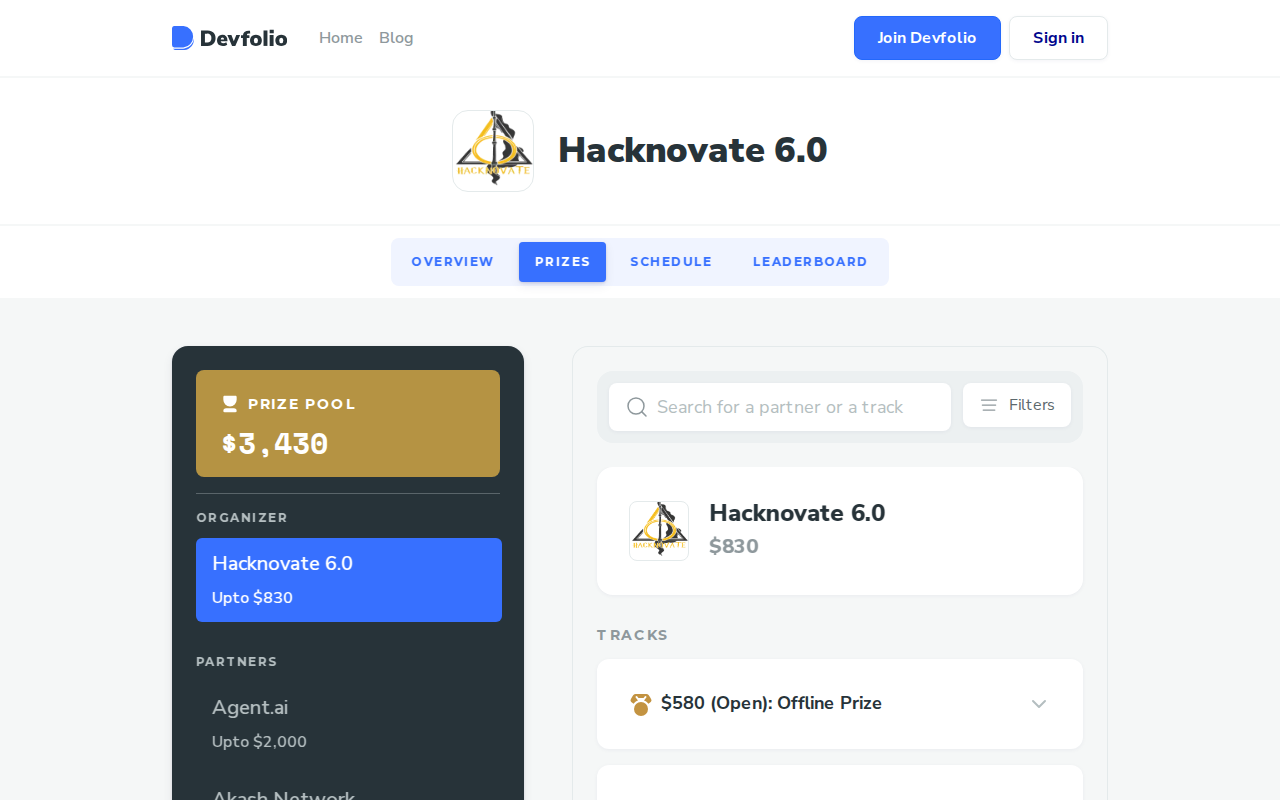 Devfolio
Home
Blog
Join Devfolio
Sign in
HACKNOVATE
Hacknovate 6.0
OVERVIEW
PRIZES
SCHEDULE
LEADERBOARD
PRIZE POOL
$3,430
ORGANIZER
Hacknovate 6.0
Upto $830
PARTNERS
Agent.ai
Upto $2,000
Akash Network
Search for a partner or a track
Filters
HACKNOVATE
Hacknovate 6.0
$830
TRACKS
$580 (Open): Offline Prize